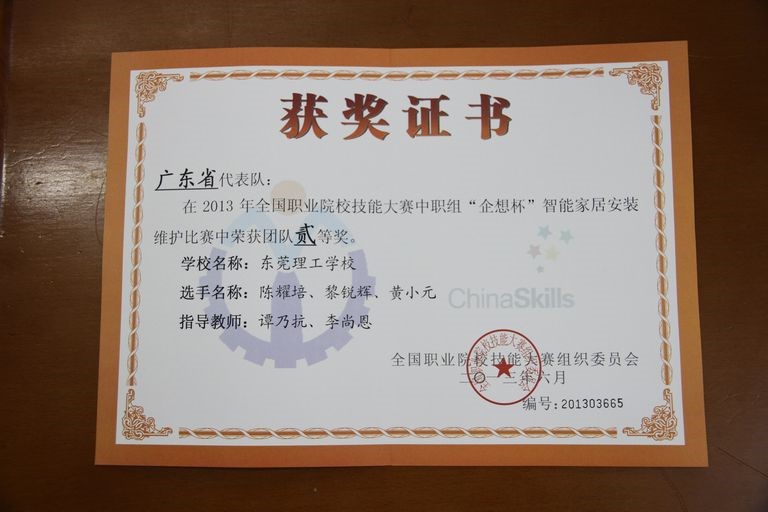 获奖证书
广东省代表队：
在 2013 年全国职业院校技能大赛中职组“企想杯”智能家居安装
维护比赛中荣获团队贰等奖。
学校名称：东莞理工学校
选手名称：陈耀培、黎锐辉、黄小元
指导教师：谭乃抗、李尚恩
ChinaSkills
全国职业院校技能大赛组织委员会
二〇一三年六月
编号：201303665